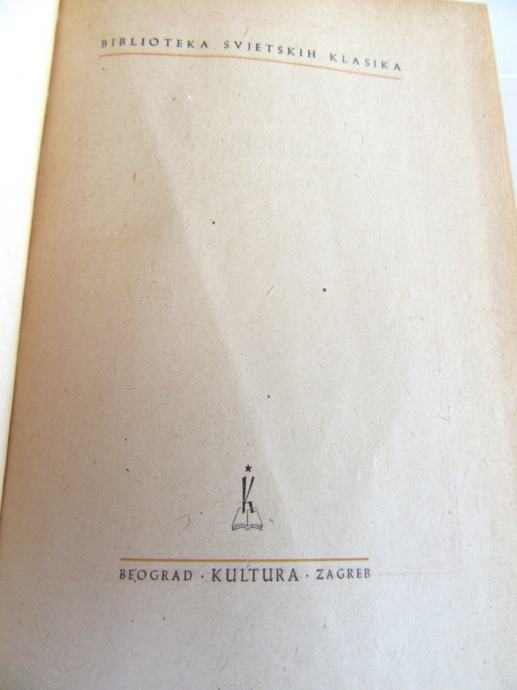 BIBLIOTEKA SVJETSKIH KLASIKA
K
BEOGRAD · KULTURA · ZAGREB